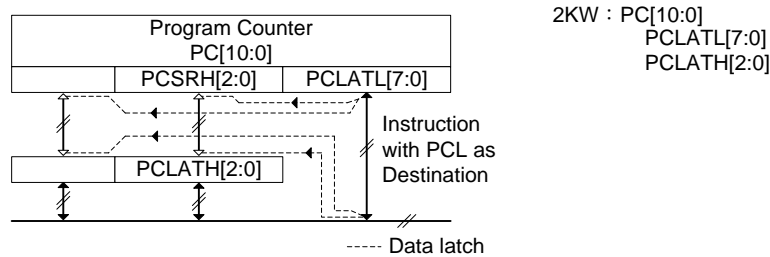 Program Counter
PC[10:0]
PCSRH[2:0]
PCLATL[7:0]
Instruction
with PCL as
Destination
PCLATH[2:0]
Data latch
2KW：PC[10:0]
PCLATL[7:0]
PCLATH[2:0]